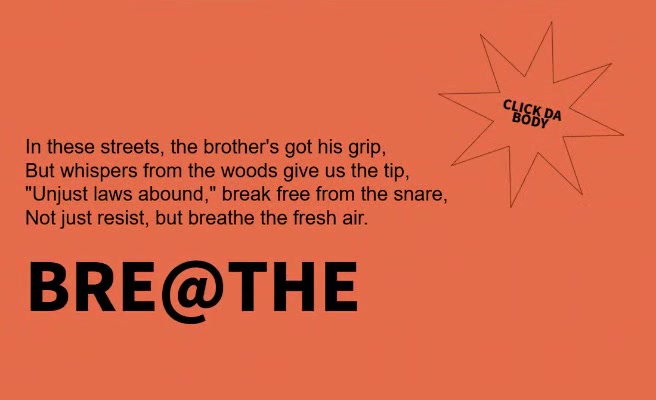 CLICK DA
BODY
In these streets, the brother's got his grip,
But whispers from the woods give us the tip,
"Unjust laws abound," break free from the snare,
Not just resist, but breathe the fresh air.
BRE@THE